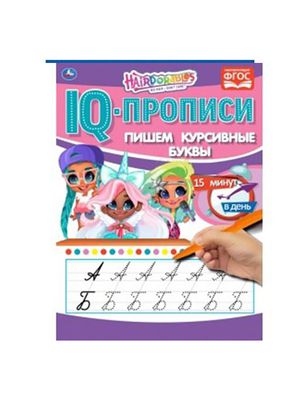 HAIRDORABLES
ФГОС
IQ-ПРОПИСИ
ПИШЕМ КУРСИВНЫЕ
БУКВЫ
15 минут
в день
А А А А А А А
Б Б Б Б Б Б Б